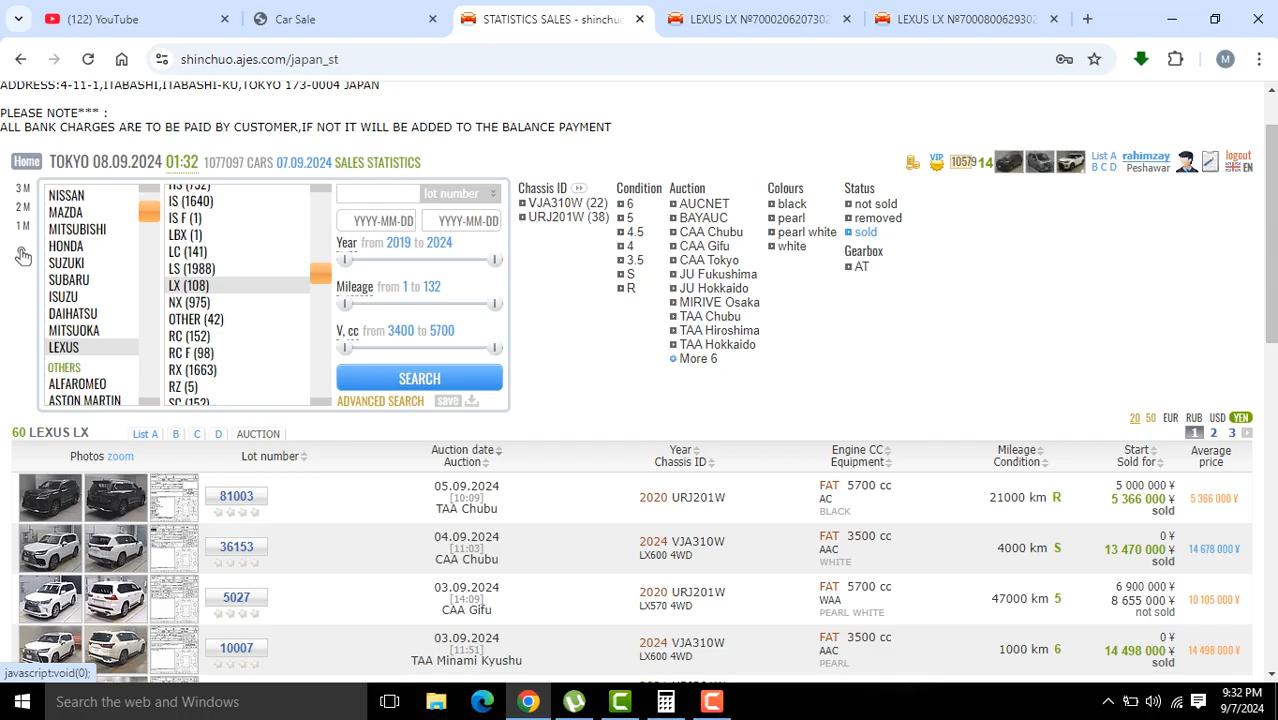 (122) YouTube
Car Sale
STATISTICS SALES - shinchuo
LEXUS LX №7000206207302
LEXUS LX №7000800629302
shinchuo.ajes.com/japan_st
M
ADDRESS:4-11-1,ITABASHI,ITABASHI-KU,TOKYO 173-0004 JAPAN
PLEASE NOTE*** :
ALL BANK CHARGES ARE TO BE PAID BY CUSTOMER,IF NOT IT WILL BE ADDED TO THE BALANCE PAYMENT
Home TOKYO 08.09.2024 01:32 1077097 CARS 07.09.2024 SALES STATISTICS
VIP 10579 14 List A B C D rahimzay Peshawar logout EN
3 M
2 M
1 M
NISSAN
MAZDA
MITSUBISHI
HONDA
SUZUKI
SUBARU
ISUZU
DAIHATSU
MITSUOKA
LEXUS
OTHERS
ALFAROMEO
ASTON MARTIN
IS (1640)
IS F (1)
LBX (1)
LC (141)
LS (1988)
LX (108)
NX (975)
OTHER (42)
RC (152)
RC F (98)
RX (1663)
RZ (5)
SC (152)
lot number
YYYY-MM-DD YYYY-MM-DD
Year from 2019 to 2024
Mileage from 1 to 132
V, cc from 3400 to 5700
SEARCH
ADVANCED SEARCH save
Chassis ID
VJA310W (22)
URJ201W (38)
Condition
6
5
4.5
4
3.5
S
R
Auction
AUCNET
BAYAUC
CAA Chubu
CAA Gifu
CAA Tokyo
JU Fukushima
JU Hokkaido
MIRIVE Osaka
TAA Chubu
TAA Hiroshima
TAA Hokkaido
More 6
Colours
black
pearl
pearl white
white
Status
not sold
removed
sold
Gearbox
AT
20 50 EUR RUB USD YEN
60 LEXUS LX List A B C D AUCTION 1 2 3
Photos zoom
Lot number
Auction date
Auction
Year
Chassis ID
Engine CC
Equipment
Mileage
Condition
Start
Sold for
Average
price
81003
05.09.2024
[10:09]
TAA Chubu
2020 URJ201W
FAT 5700 cc
AC
BLACK
21000 km R
5 000 000 ¥
5 366 000 ¥
sold
5 366 000 ¥
36153
04.09.2024
[11:03]
CAA Chubu
2024 VJA310W
LX600 4WD
FAT 3500 cc
AAC
WHITE
4000 km S
0 ¥
13 470 000 ¥
sold
14 678 000 ¥
5027
03.09.2024
[14:09]
CAA Gifu
2020 URJ201W
LX570 4WD
FAT 5700 cc
WAA
PEARL WHITE
47000 km 5
6 900 000 ¥
8 655 000 ¥
not sold
10 105 000 ¥
10007
03.09.2024
[11:51]
TAA Minami Kyushu
2024 VJA310W
LX600 4WD
FAT 3500 cc
AAC
PEARL
1000 km 6
0 ¥
14 498 000 ¥
sold
14 498 000 ¥
javascript:void(0);
Search the web and Windows
9:32 PM
9/7/2024